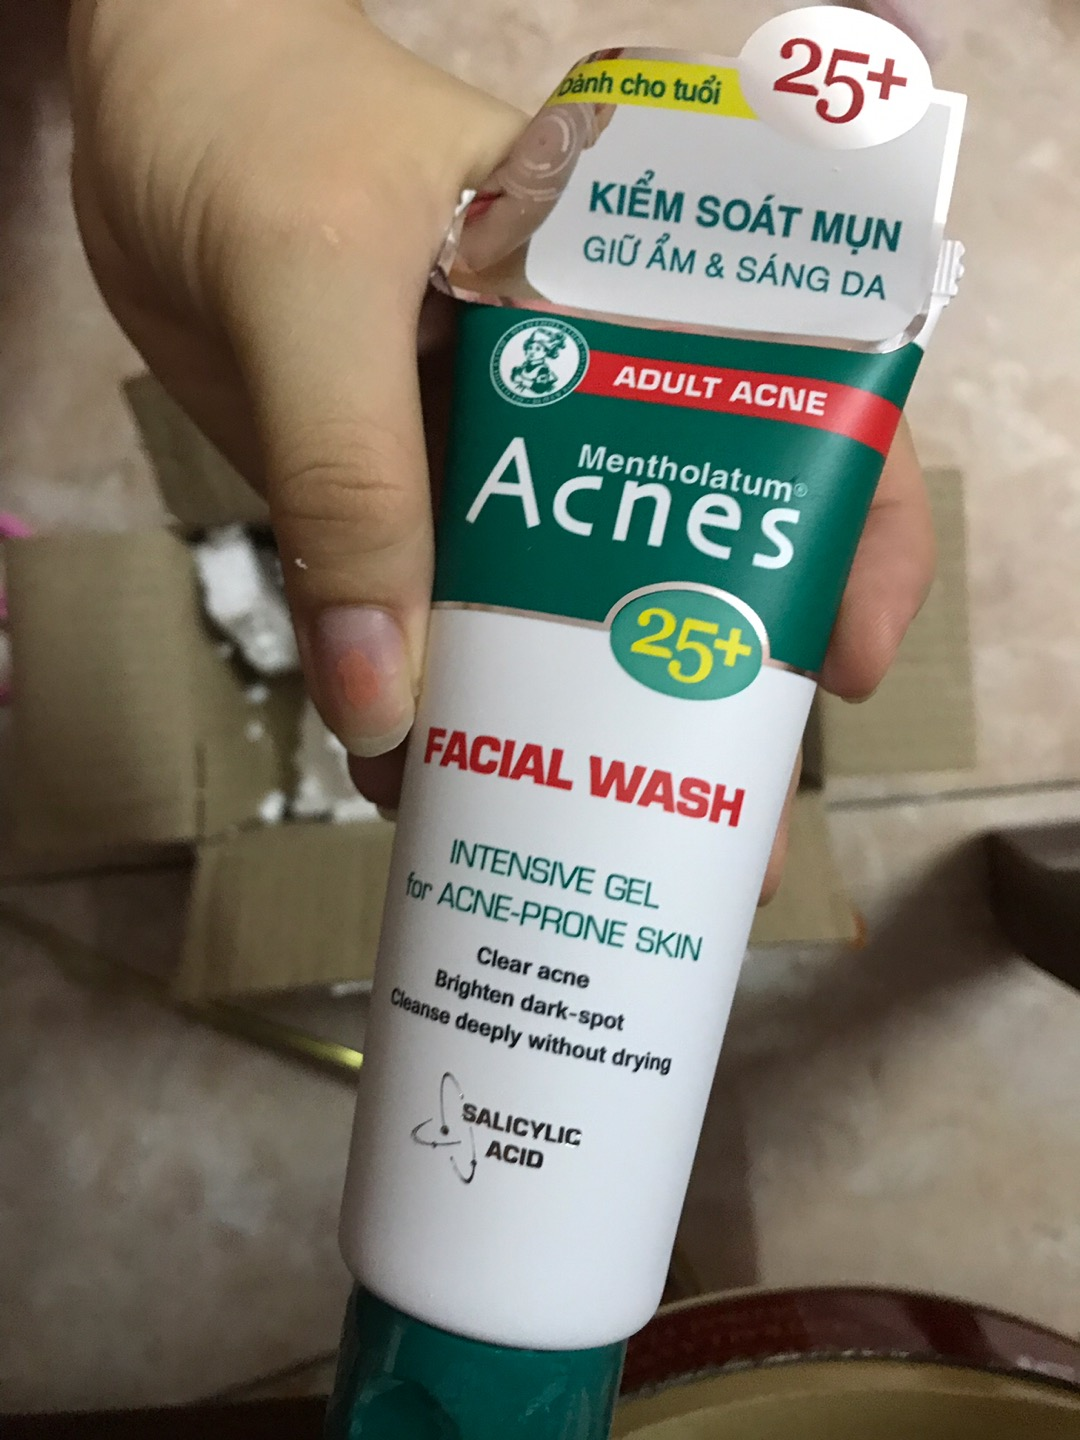 Dành cho tuổi 25+
KIỂM SOÁT MỤN
GIỮ ẨM & SÁNG DA
ADULT ACNE
Mentholatum®
Acnes
25+
FACIAL WASH
INTENSIVE GEL
for ACNE-PRONE SKIN
Clear acne
Brighten dark-spot
Cleanse deeply without drying
SALICYLIC
ACID